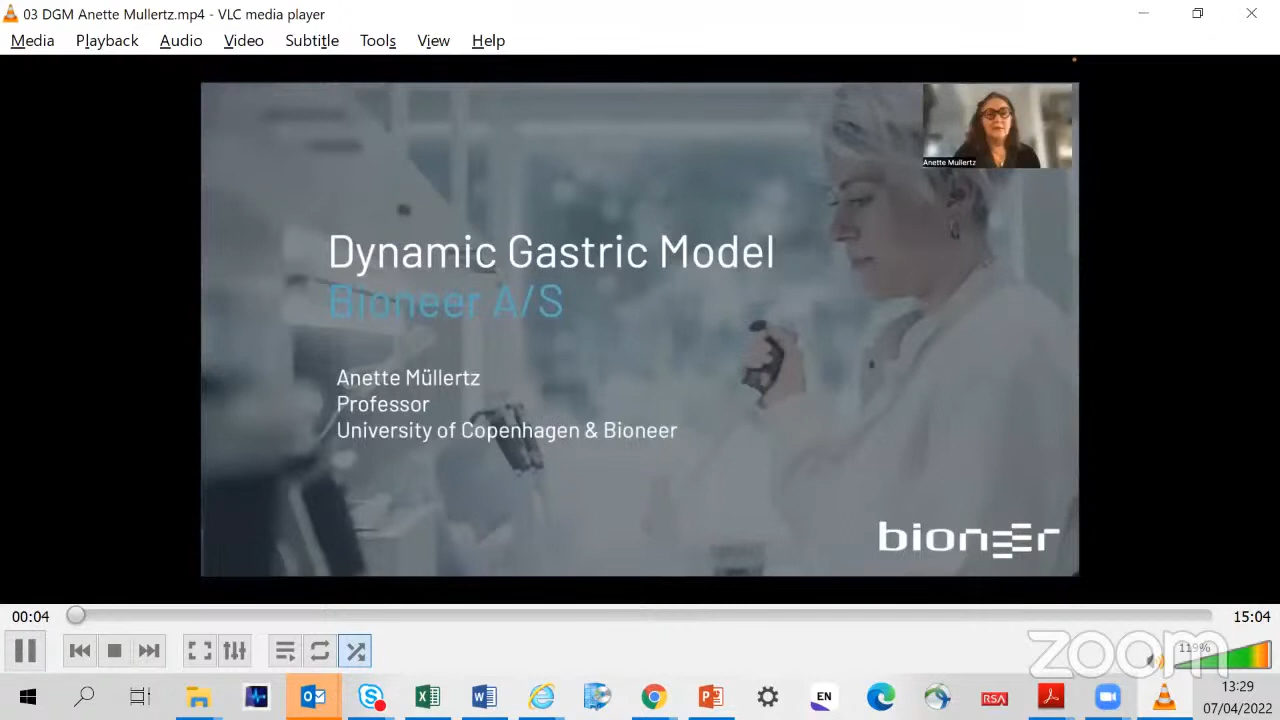 03 DGM Anette Mullertz.mp4 - VLC media player
Media Playback Audio Video Subtitle Tools View Help
Anette Mullertz
Dynamic Gastric Model
Bioneer A/S
Anette Müllertz
Professor
University of Copenhagen & Bioneer
bioneer
00:04
15:04
zoom
119%
EN
RSA
13:29
07/04/2022